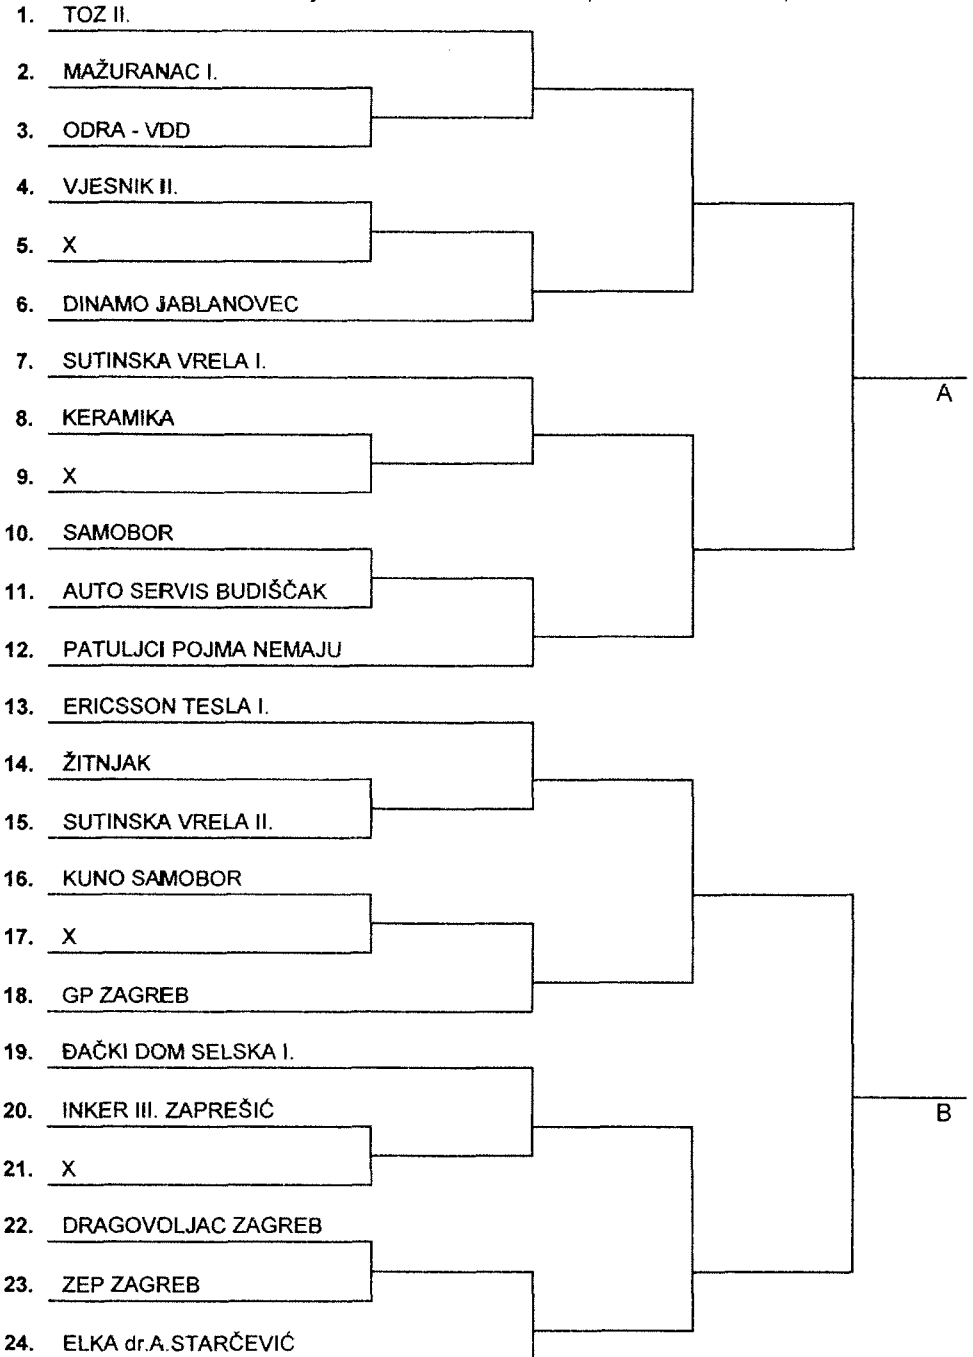 1. TOZ II.
2. MAŽURANAC I.
3. ODRA - VDD
4. VJESNIK II.
5. X
6. DINAMO JABLANOVEC
7. SUTINSKA VRELA I.
A
8. KERAMIKA
9. X
10. SAMOBOR
11. AUTO SERVIS BUDIŠČAK
12. PATULJCI POJMA NEMAJU
13. ERICSSON TESLA I.
14. ŽITNJAK
15. SUTINSKA VRELA II.
16. KUNO SAMOBOR
17. X
18. GP ZAGREB
19. ĐAČKI DOM SELSKA I.
20. INKER III. ZAPREŠIĆ
B
21. X
22. DRAGOVOLJAC ZAGREB
23. ZEP ZAGREB
24. ELKA dr.A.STARČEVIĆ